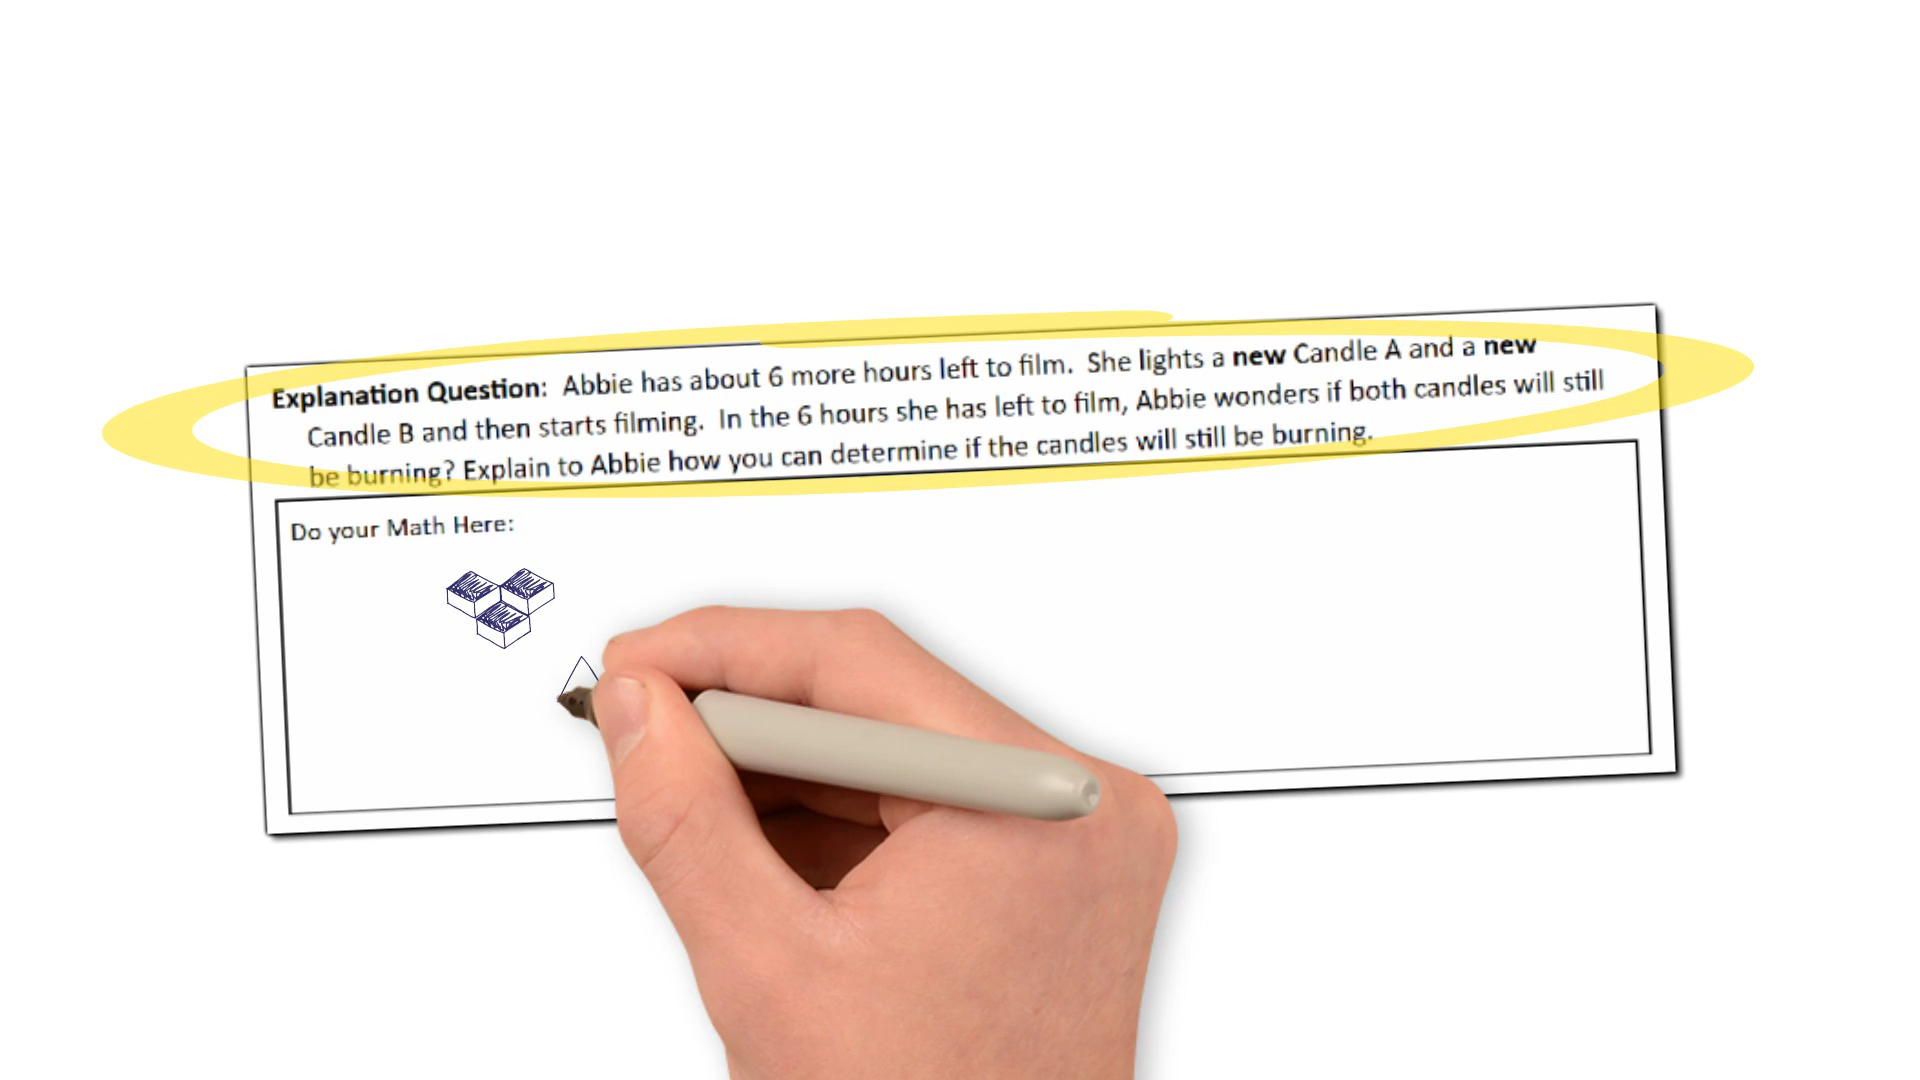 Explanation Question: Abbie has about 6 more hours left to film. She lights a new Candle A and a new
Candle B and then starts filming. In the 6 hours she has left to film, Abbie wonders if both candles will still
be burning? Explain to Abbie how you can determine if the candles will still be burning.
Do your Math Here: